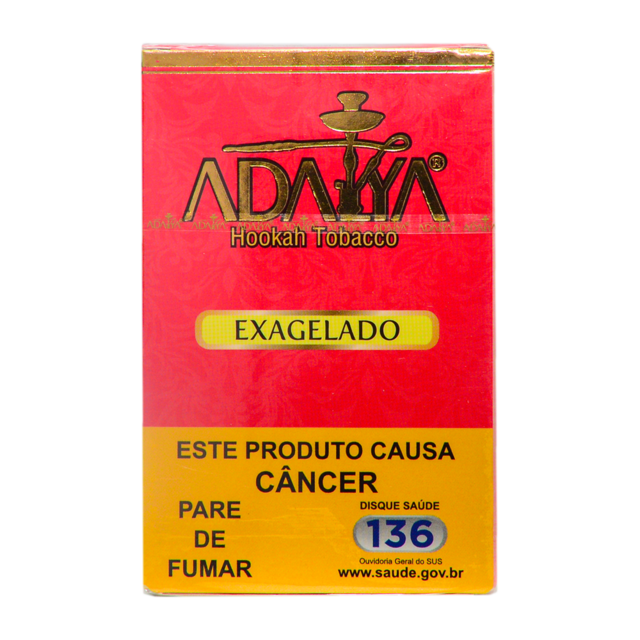 ADALYA®
Hookah Tobacco
EXAGELADO
ESTE PRODUTO CAUSA
CÂNCER
PARE
DE
FUMAR
DISQUE SAÚDE
136
Ouvidoria Geral do SUS
www.saude.gov.br